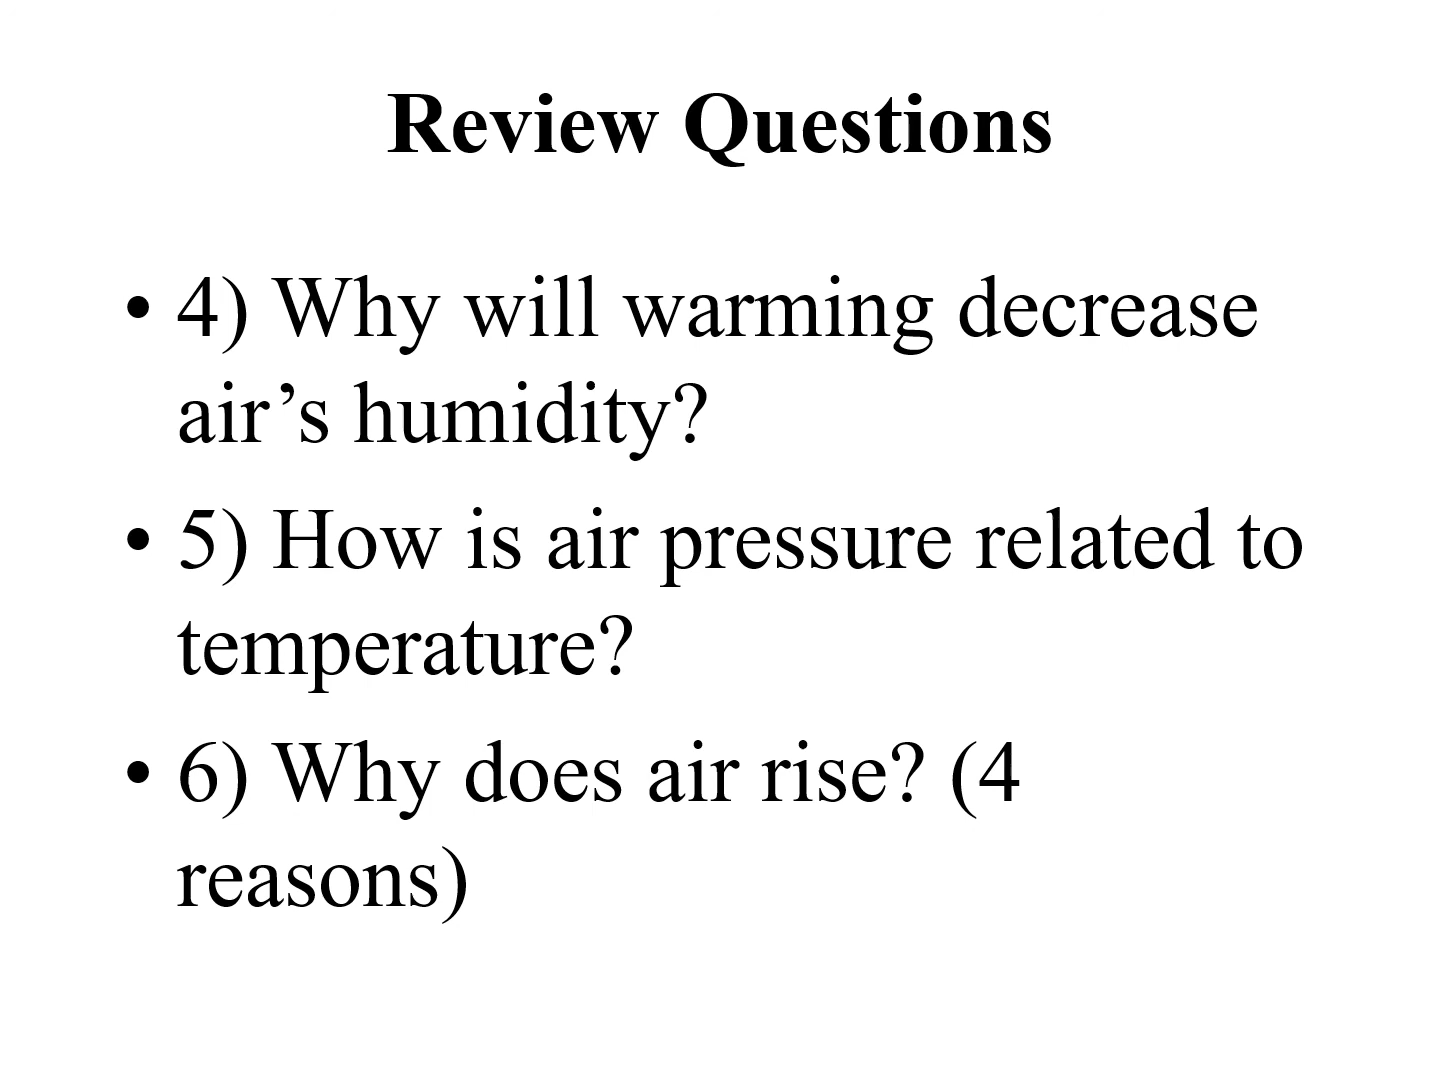 Review Questions
• 4) Why will warming decrease
air’s humidity?
• 5) How is air pressure related to
temperature?
• 6) Why does air rise? (4
reasons)